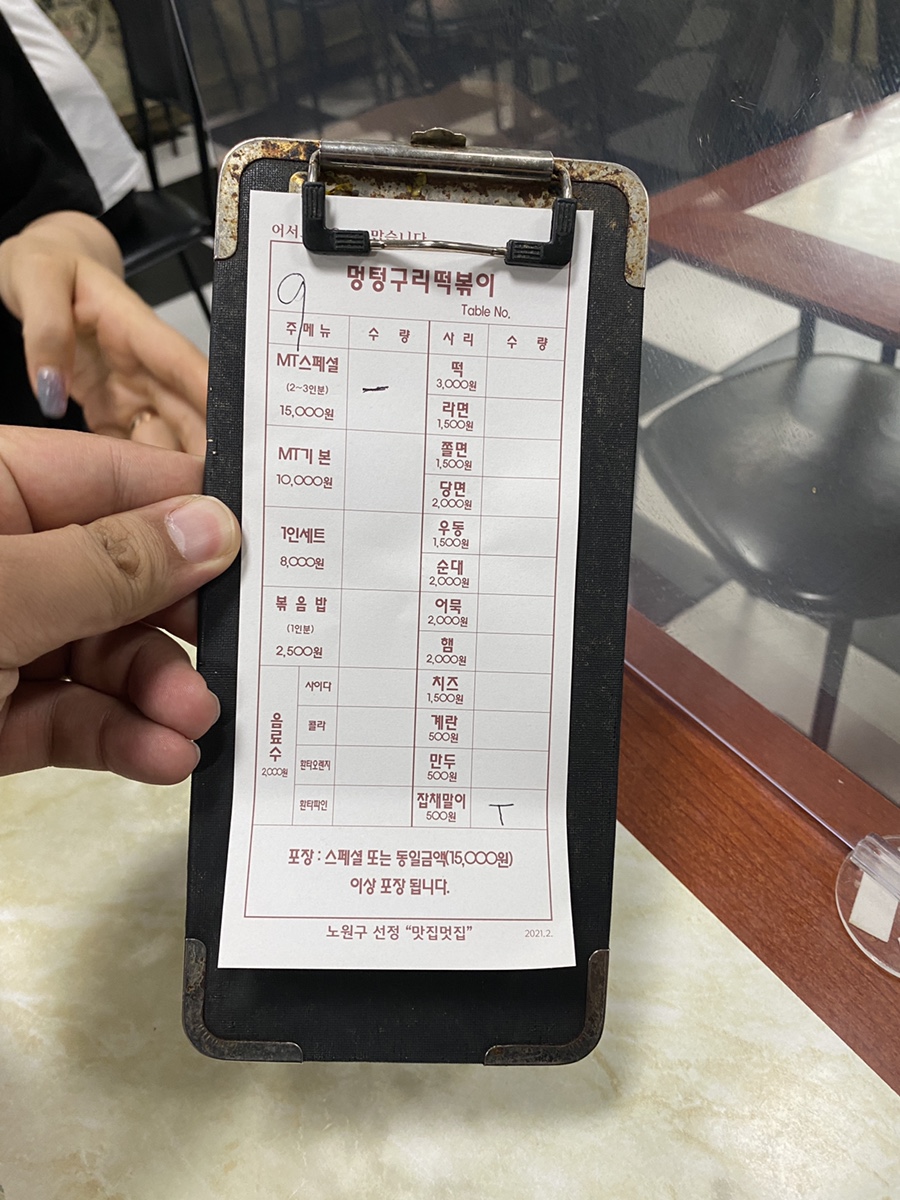 어서 맞습니다
멍텅구리떡볶이
9
Table No.
주 메 뉴 수 량 사 리 수 량
MT스페셜
(2~3인분)
15,000원
一
MT기 본
10,000원
1인세트
8,000원
볶 음 밥
(1인분)
2,500원
음료수
2,000원
사이다
콜라
환타오렌지
환타파인
떡
3,000원
라면
1,500원
쫄면
1,500원
당면
2,000원
우동
1,500원
순대
2,000원
어묵
2,000원
햄
2,000원
치즈
1,500원
계란
500원
만두
500원
잡채말이
500원
T
포장 : 스페셜 또는 동일금액(15,000원)
이상 포장 됩니다.
노원구 선정 “맛집멋집”
2021.2.